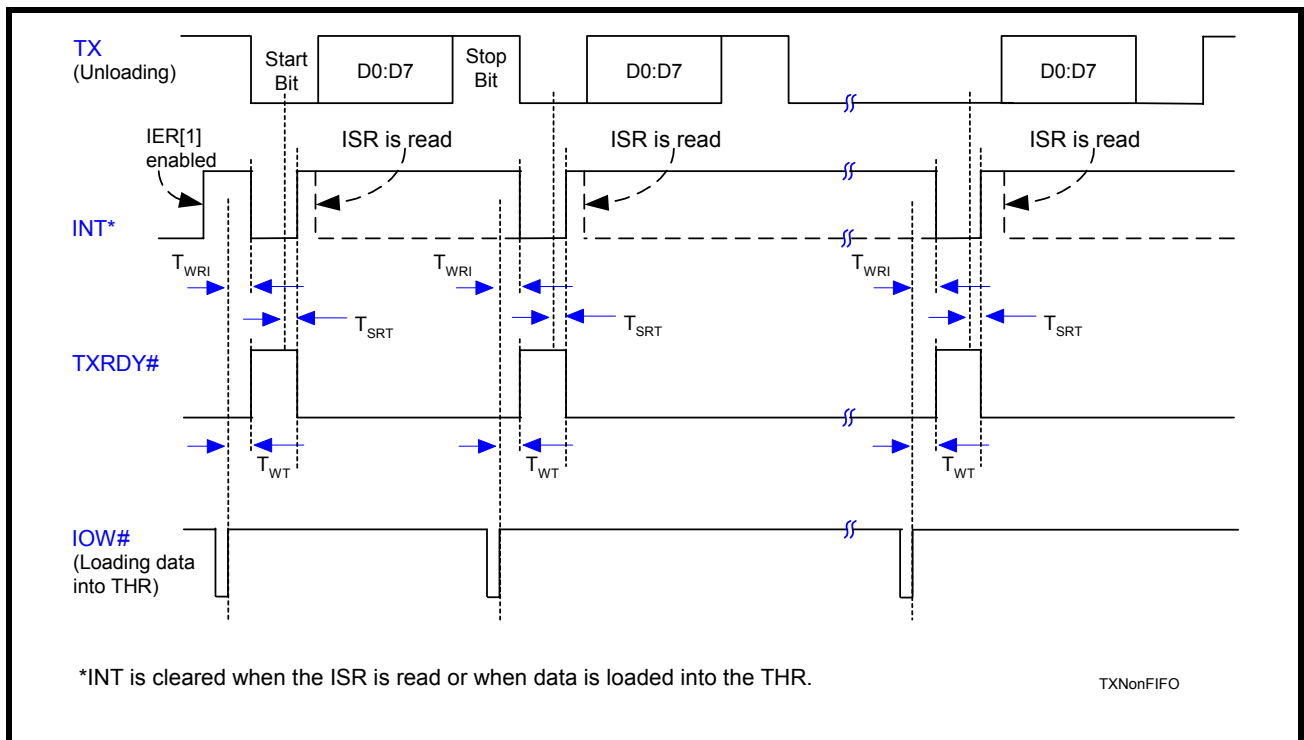 TX
(Unloading)
Start
Bit
D0:D7
Stop
Bit
D0:D7
D0:D7
IER[1]
enabled
ISR is read
ISR is read
ISR is read
INT*
TWRI
TWRI
TWRI
TSRT
TSRT
TSRT
TXRDY#
TWT
TWT
TWT
IOW#
(Loading data
into THR)
*INT is cleared when the ISR is read or when data is loaded into the THR.
TXNonFIFO